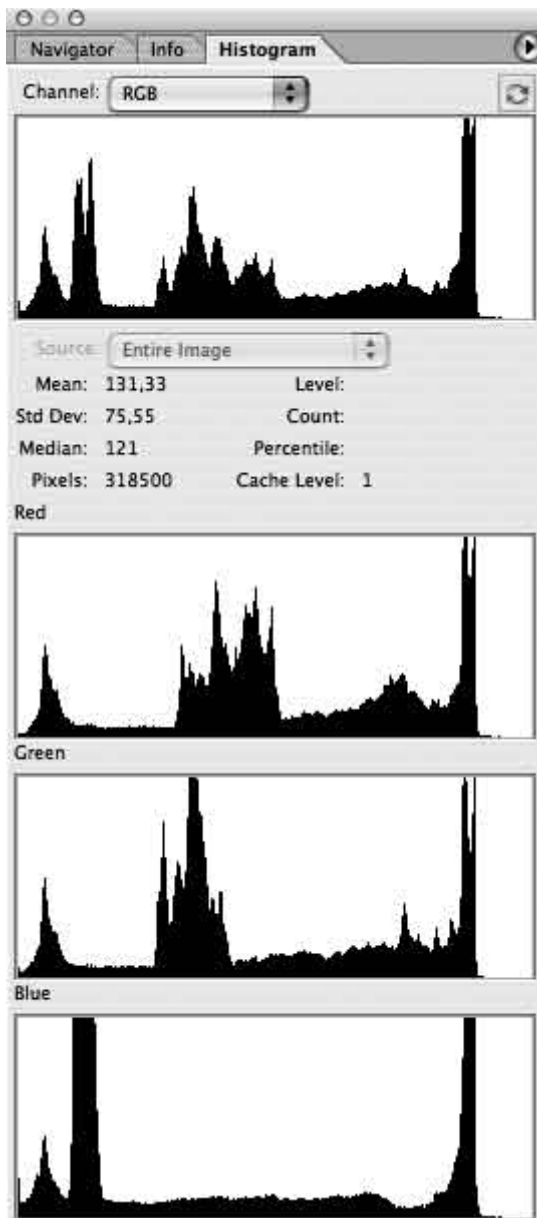 Navigator Info Histogram
Channel: RGB
Source: Entire Image
Mean: 131,33 Level:
Std Dev: 75,55 Count:
Median: 121 Percentile:
Pixels: 318500 Cache Level: 1
Red
Green
Blue